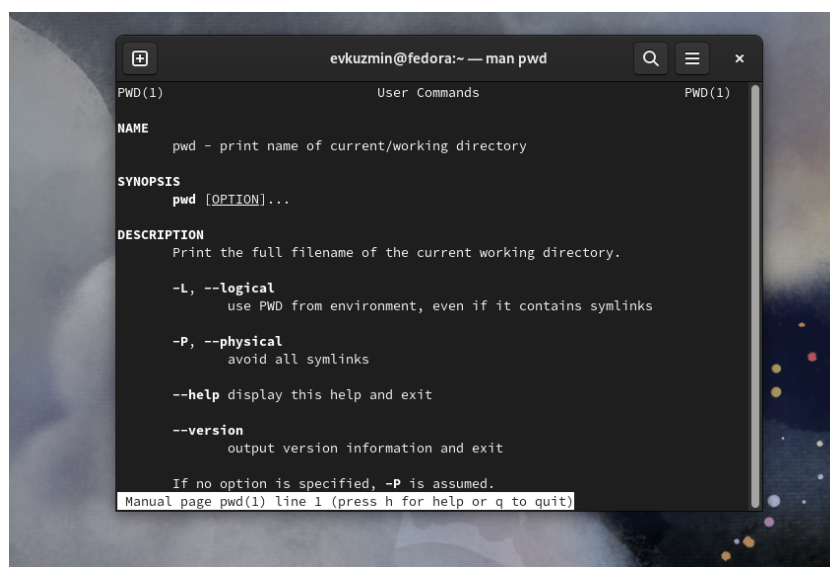 evkuzmin@fedora:~ — man pwd
PWD(1) User Commands PWD(1)
NAME
pwd - print name of current/working directory
SYNOPSIS
pwd [OPTION]...
DESCRIPTION
Print the full filename of the current working directory.
-L, --logical
use PWD from environment, even if it contains symlinks
-P, --physical
avoid all symlinks
--help display this help and exit
--version
output version information and exit
If no option is specified, -P is assumed.
Manual page pwd(1) line 1 (press h for help or q to quit)